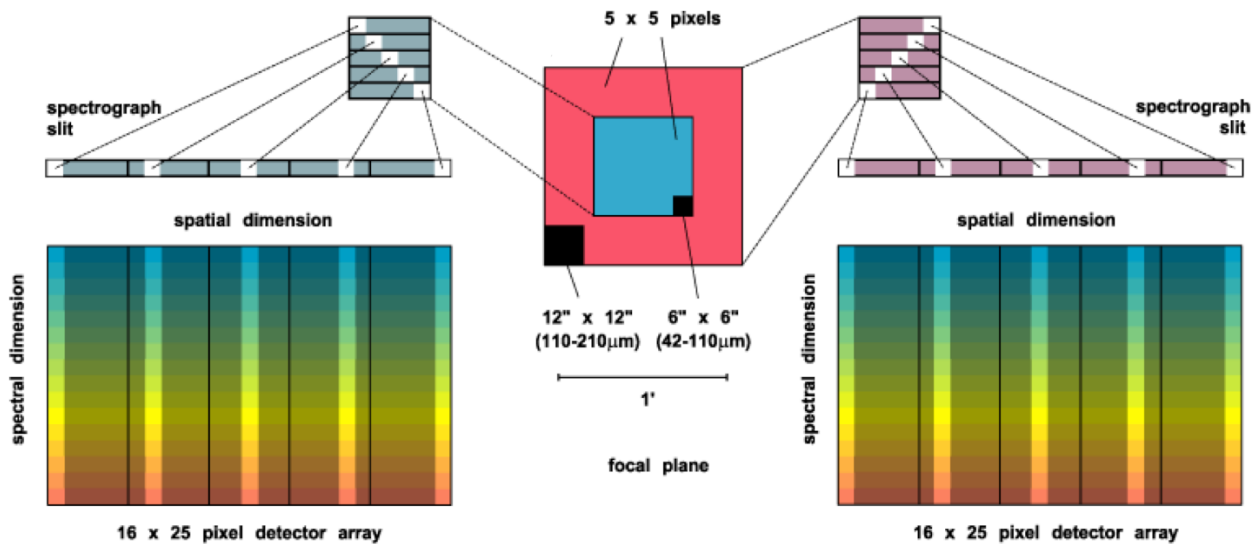 5 x 5 pixels
spectrograph
slit
spectrograph
slit
spatial dimension
spatial dimension
12" x 12"
(110-210μm)
6" x 6"
(42-110μm)
1'
focal plane
spectral dimension
spectral dimension
16 x 25 pixel detector array
16 x 25 pixel detector array